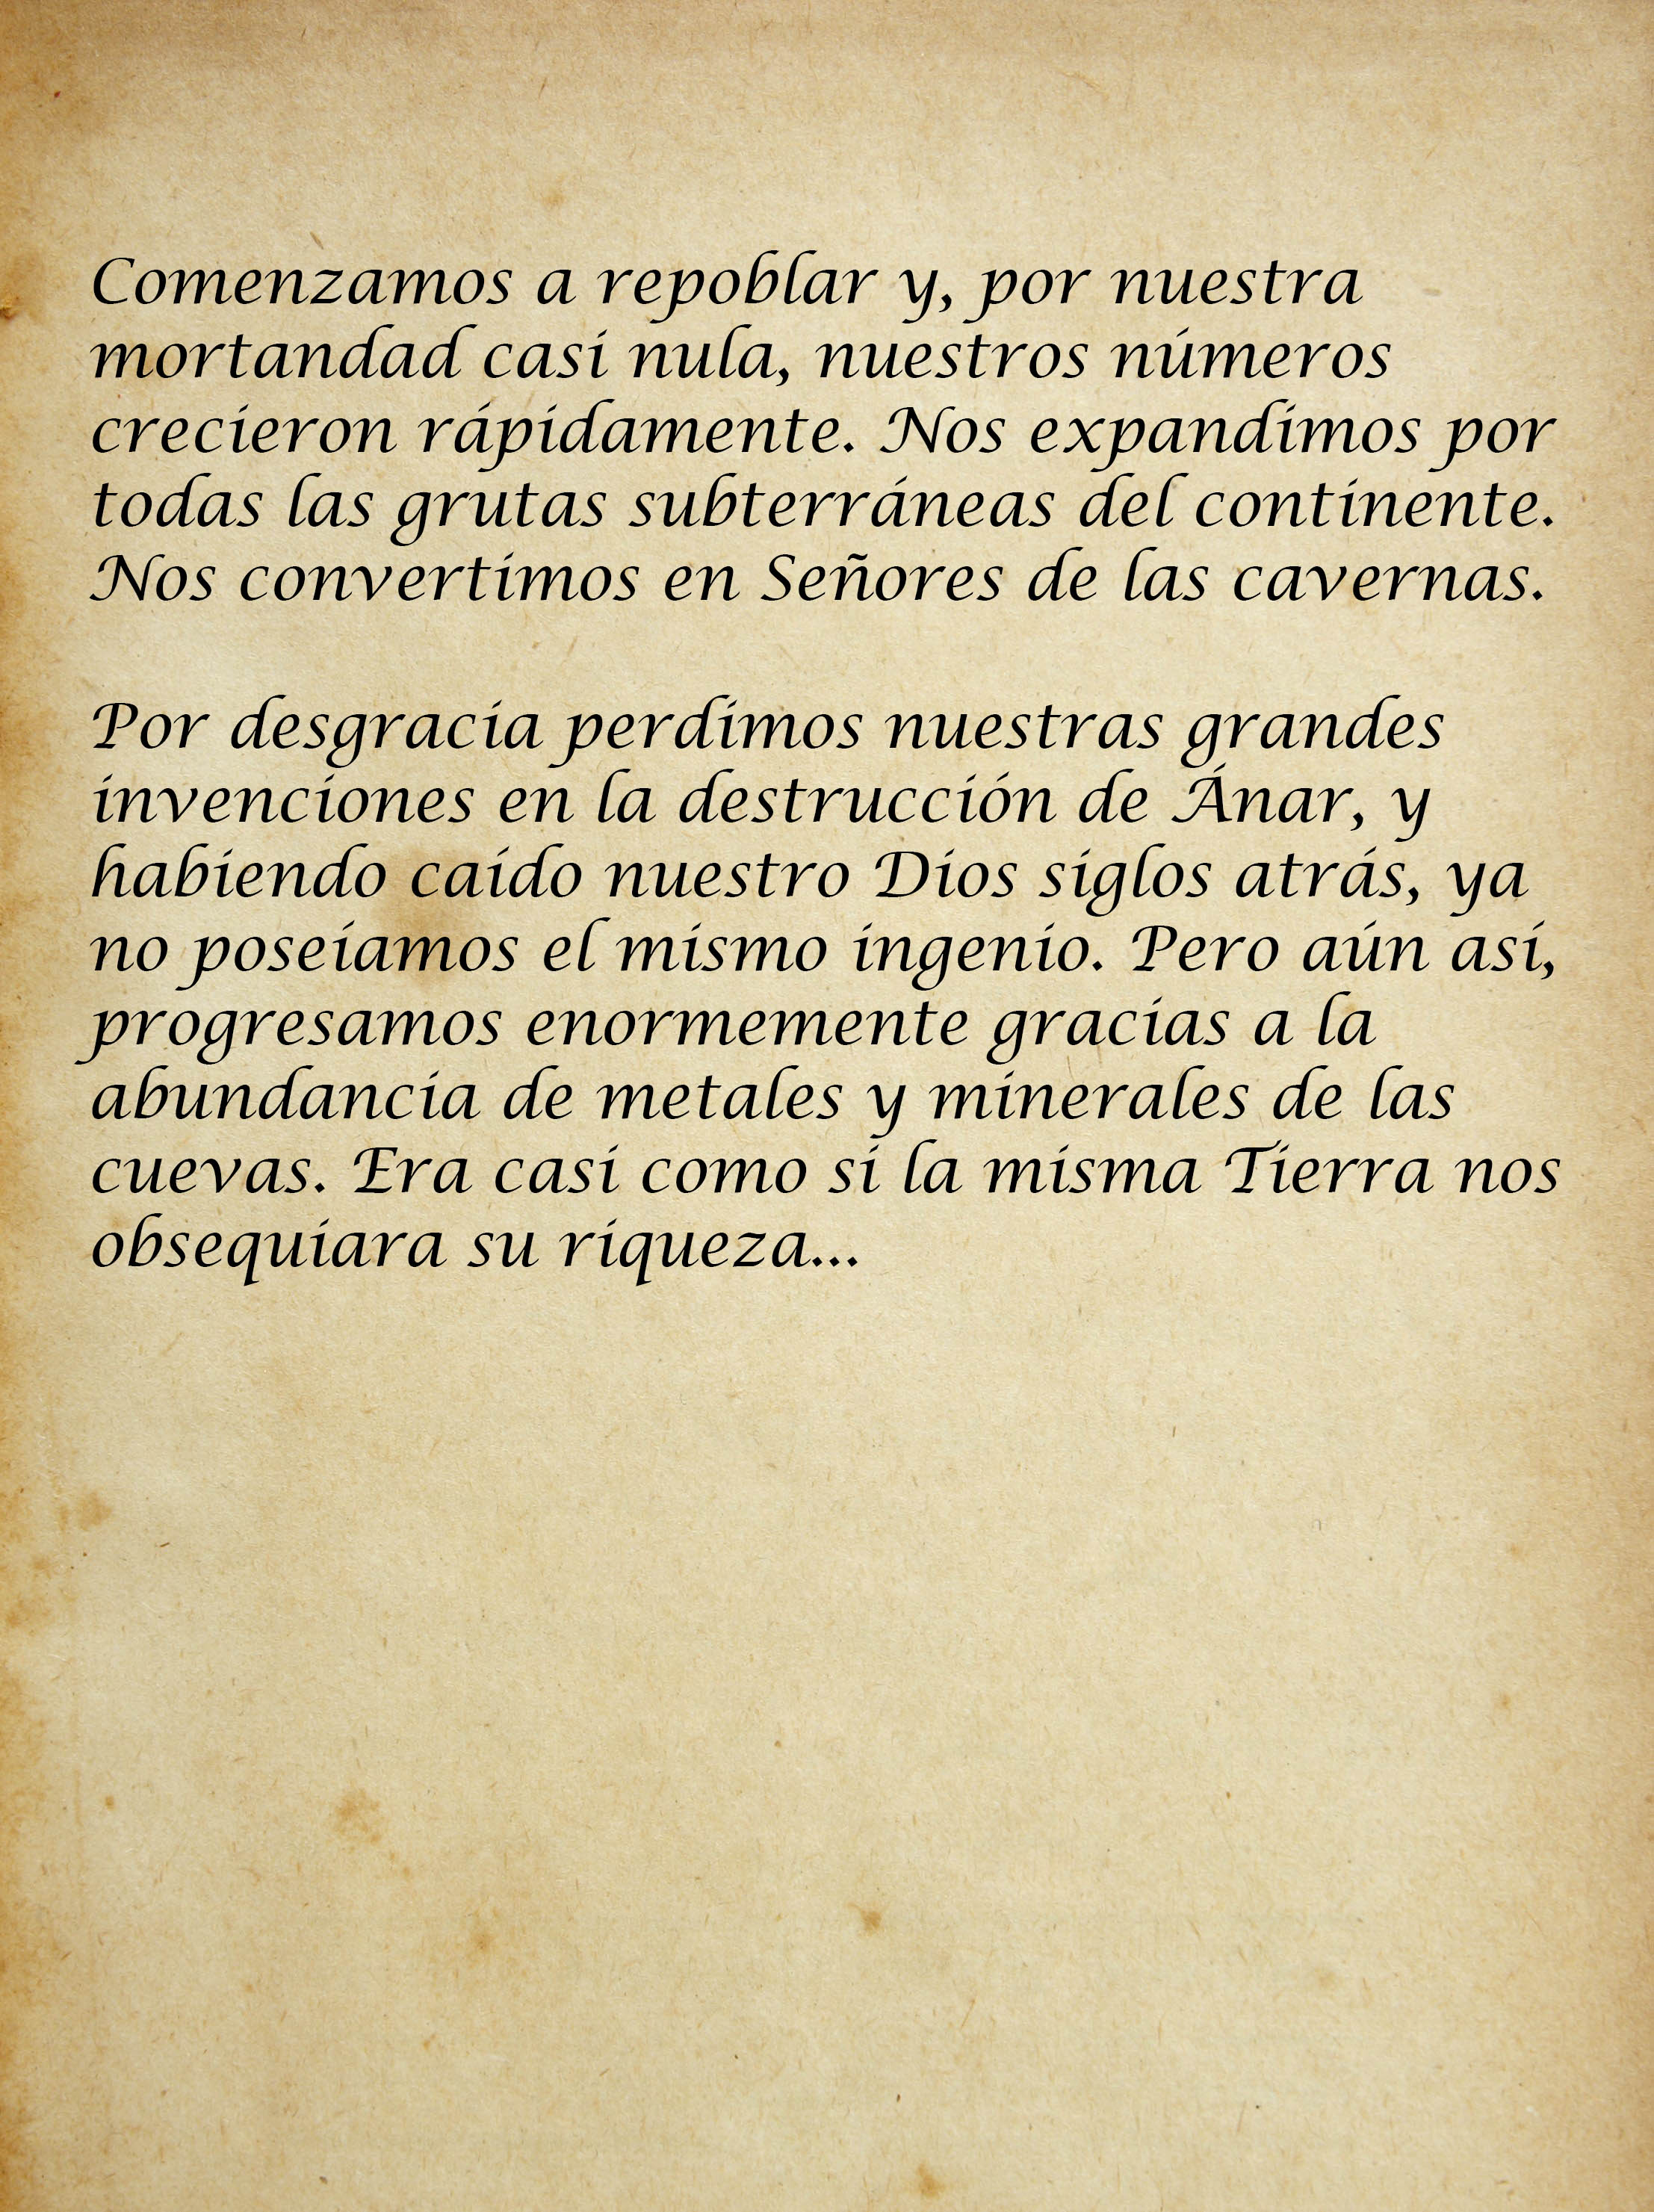 Comenzamos a repoblar y, por nuestra
mortandad casi nula, nuestros números
crecieron rápidamente. Nos expandimos por
todas las grutas subterráneas del continente.
Nos convertimos en Señores de las cavernas.
Por desgracia perdimos nuestras grandes
invenciones en la destrucción de Ánar, y
habiendo caído nuestro Dios siglos atrás, ya
no poseíamos el mismo ingenio. Pero aún así,
progresamos enormemente gracias a la
abundancia de metales y minerales de las
cuevas. Era casi como si la misma Tierra nos
obsequiara su riqueza...